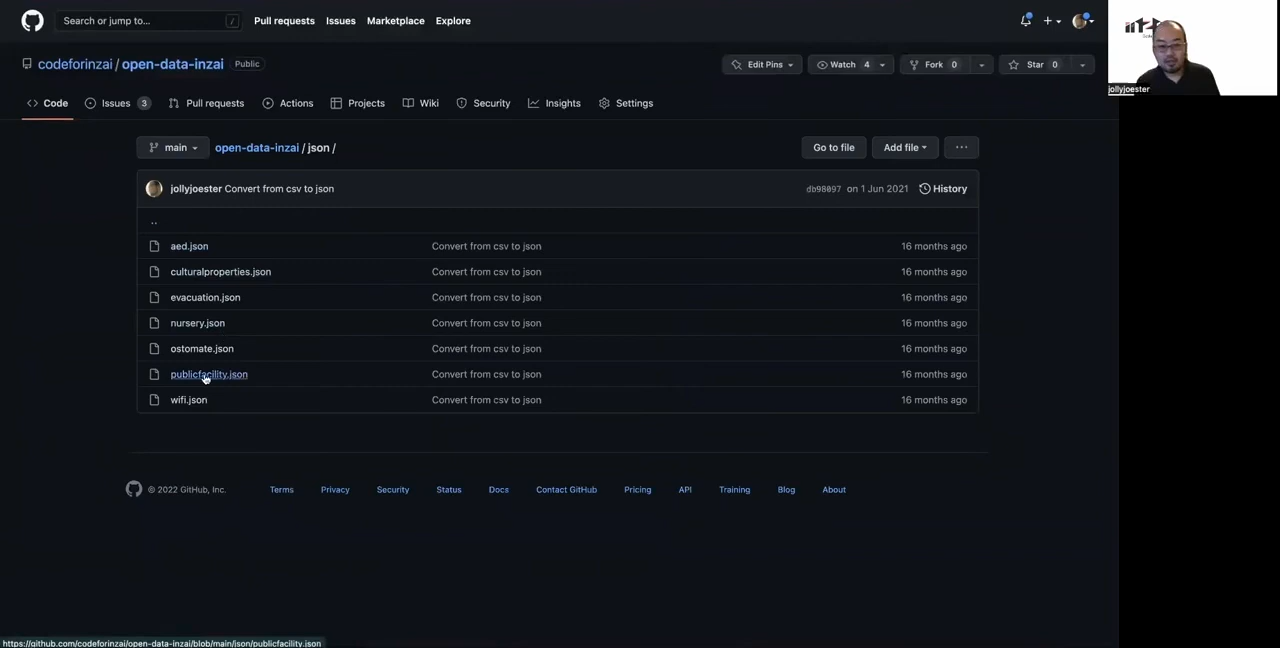 Search or jump to... /
Pull requests Issues Marketplace Explore
codeforinzai / open-data-inzai Public
Edit Pins Watch 4 Fork 0 Star 0
Code Issues 3 Pull requests Actions Projects Wiki Security Insights Settings
main open-data-inzai / json / Go to file Add file ...
jollyjoester Convert from csv to json db98097 on 1 Jun 2021 History
..
aed.json Convert from csv to json 16 months ago
culturalproperties.json Convert from csv to json 16 months ago
evacuation.json Convert from csv to json 16 months ago
nursery.json Convert from csv to json 16 months ago
ostomate.json Convert from csv to json 16 months ago
publicfacility.json Convert from csv to json 16 months ago
wifi.json Convert from csv to json 16 months ago
© 2022 GitHub, Inc. Terms Privacy Security Status Docs Contact GitHub Pricing API Training Blog About
https://github.com/codeforinzai/open-data-inzai/blob/main/json/publicfacility.json
jollyjoester